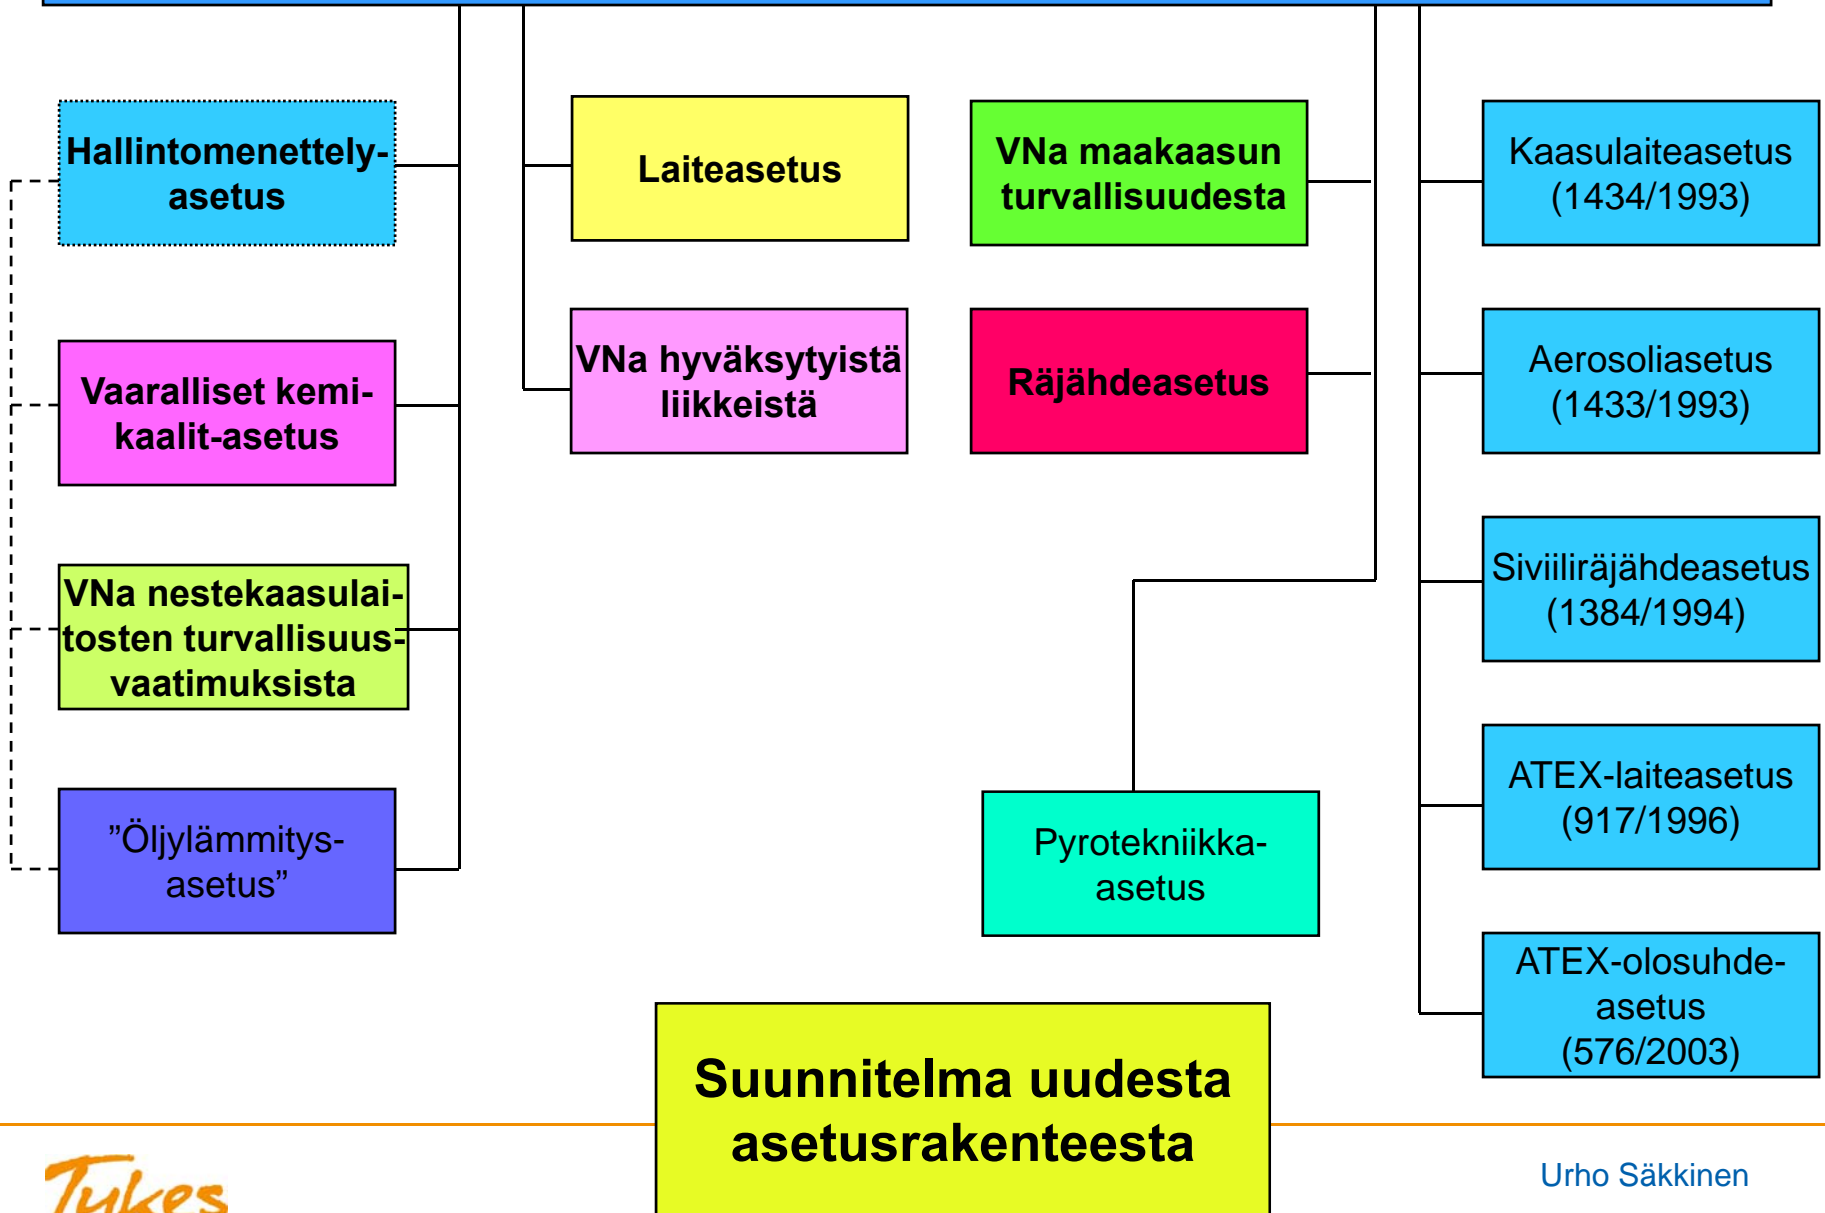 Hallintomenettely-
asetus
Vaaralliset kemi-
kaalit-asetus
VNa nestekaasulai-
tosten turvallisuus-
vaatimuksista
”Öljylämmitys-
asetus”
Laiteasetus
VNa hyväksytyistä
liikkeistä
VNa maakaasun
turvallisuudesta
Räjähdeasetus
Pyrotekniikka-
asetus
Kaasulaiteasetus
(1434/1993)
Aerosoliasetus
(1433/1993)
Siviiliräjähdeasetus
(1384/1994)
ATEX-laiteasetus
(917/1996)
ATEX-olosuhde-
asetus
(576/2003)
Suunnitelma uudesta
asetusrakenteesta
Tukes
Urho Säkkinen